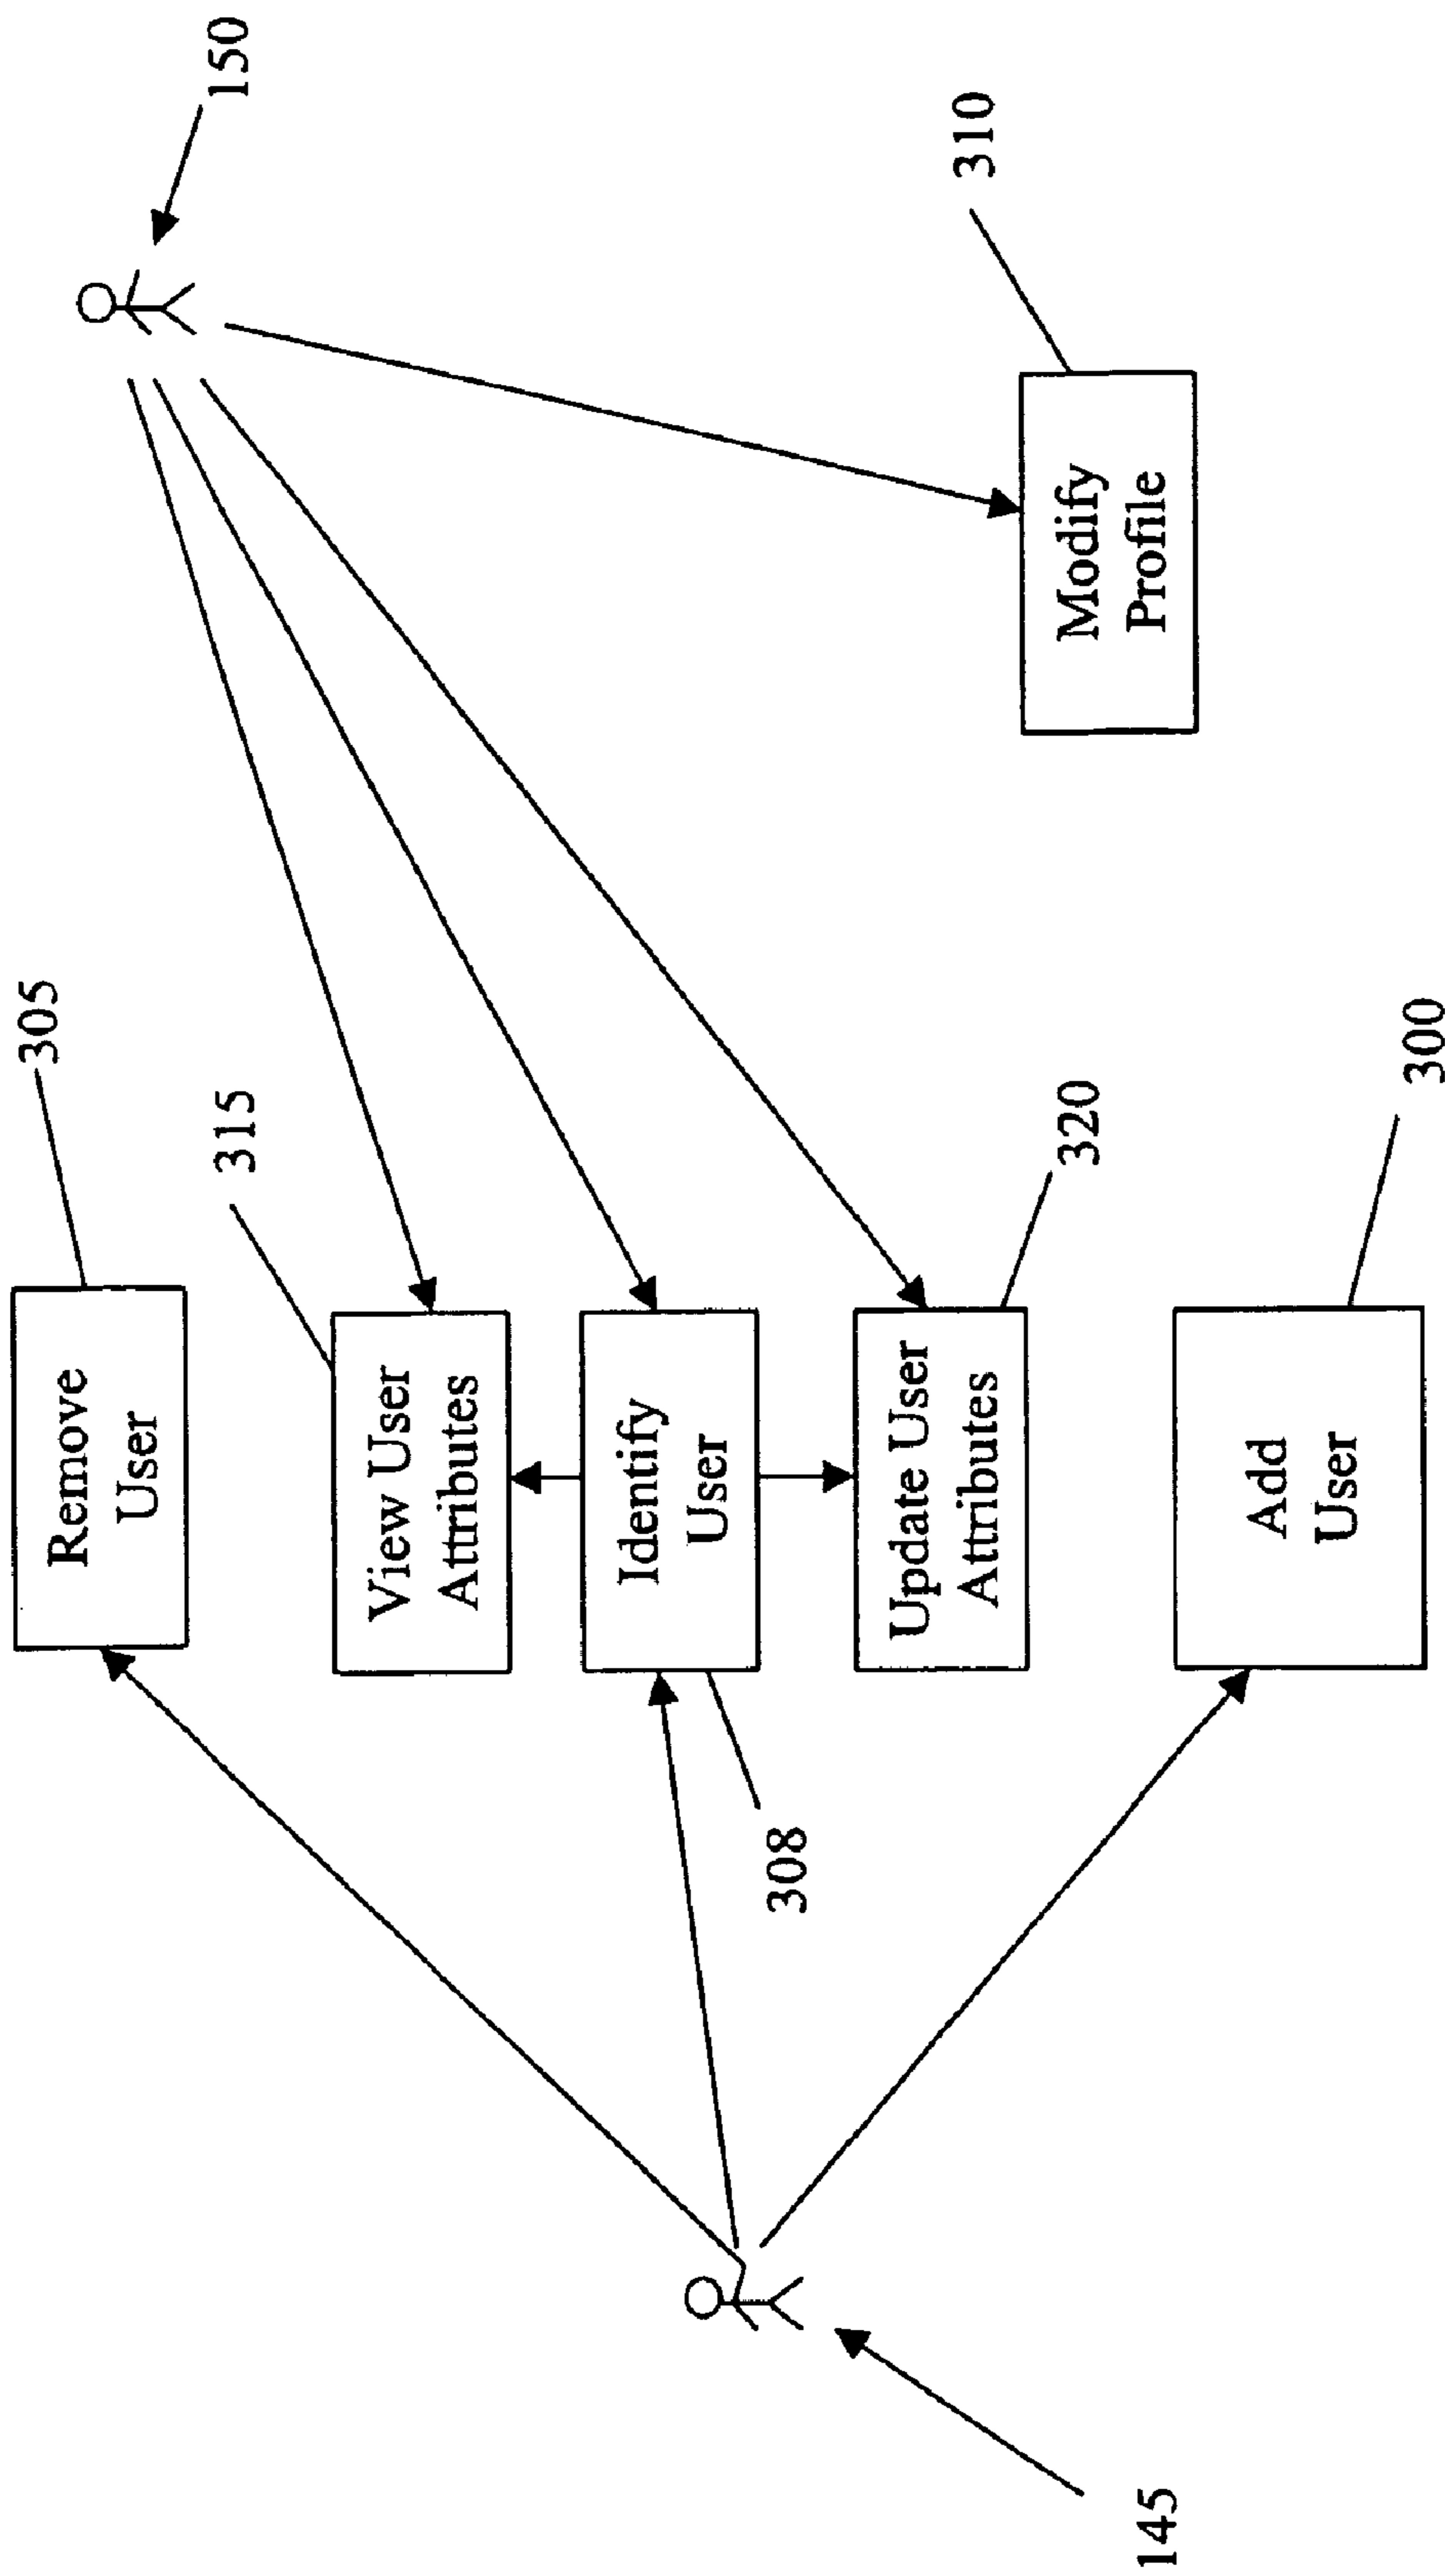 305
Remove
User
150
315
View User
Attributes
Identify
User
308
320
Update User
Attributes
310
Modify
Profile
145
Add
User
300